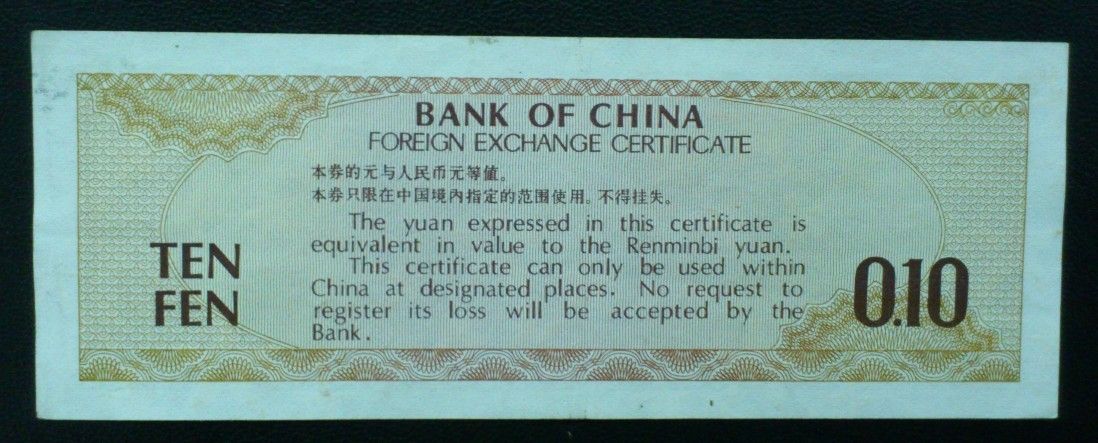 BANK OF CHINA
FOREIGN EXCHANGE CERTIFICATE
本券的元与人民币元等值。
本券只限在中国境内指定的范围使用。不得挂失。
The yuan expressed in this certificate is
equivalent in value to the Renminbi yuan.
This certificate can only be used within
China at designated places. No request to
register its loss will be accepted by the
Bank.
TEN
FEN
0.10